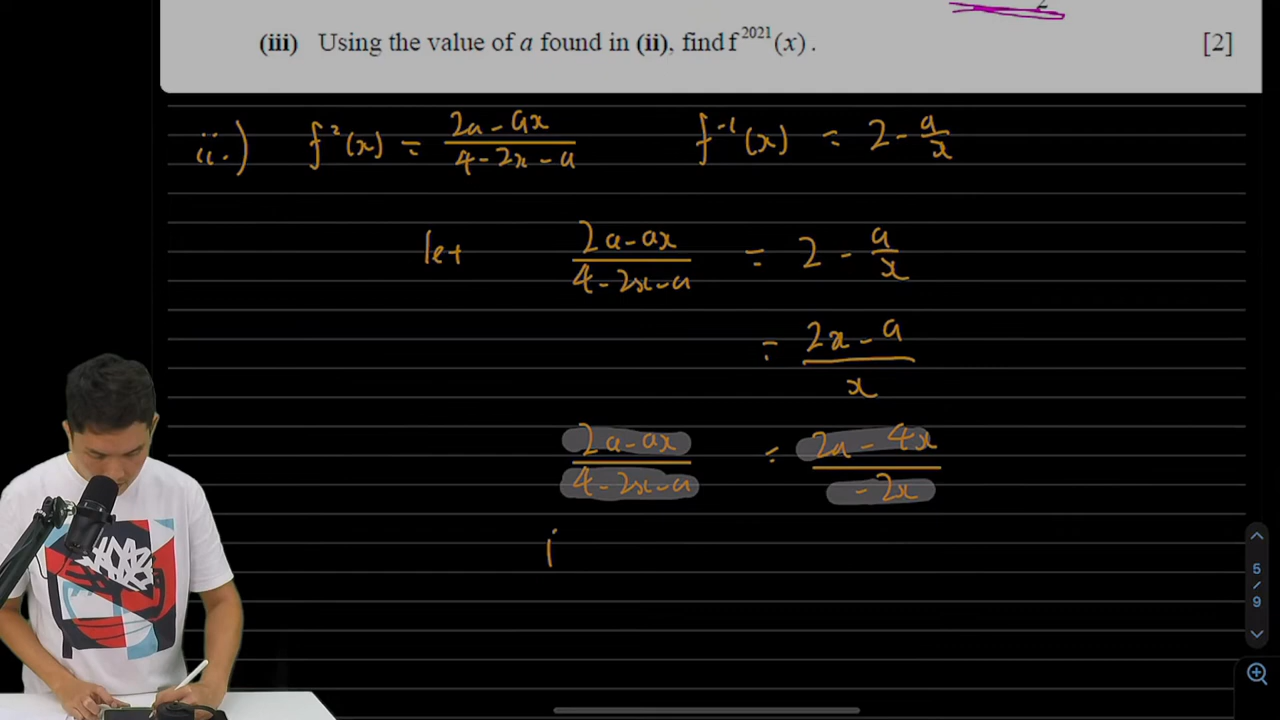 (iii) Using the value of a found in (ii), find f^2021(x). [2]
ii.) f²(x) = (2a - ax)/(4 - 2x - a) f⁻¹(x) = 2 - a/x
let (2a - ax)/(4 - 2x - a) = 2 - a/x
= (2x - a)/x
(2a - ax)/(4 - 2x - a) = (2a - 4x)/(-2x)
5
/
9